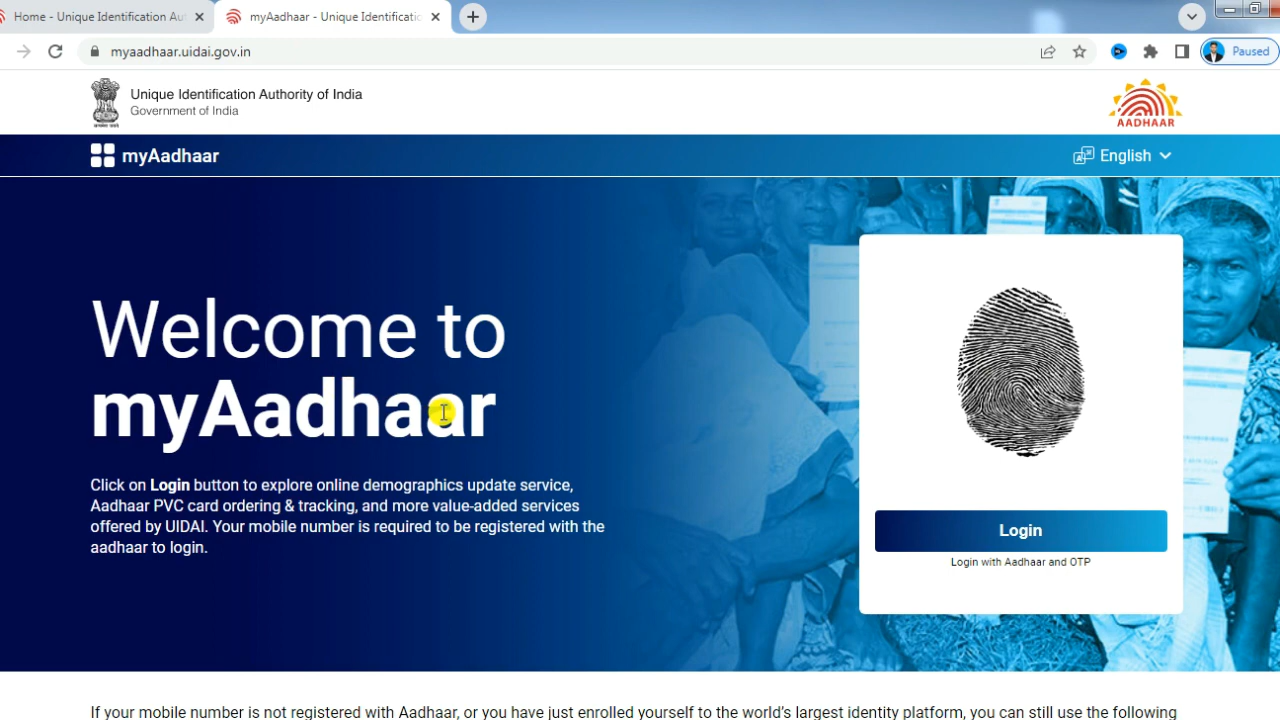 Home - Unique Identification Au
myAadhaar - Unique Identificatio
myaadhaar.uidai.gov.in
Paused
Unique Identification Authority of India
Government of India
AADHAAR
myAadhaar
English
Welcome to
myAadhaar
Click on Login button to explore online demographics update service,
Aadhaar PVC card ordering & tracking, and more value-added services
offered by UIDAI. Your mobile number is required to be registered with the
aadhaar to login.
Login
Login with Aadhaar and OTP
If your mobile number is not registered with Aadhaar, or you have just enrolled yourself to the world's largest identity platform, you can still use the following